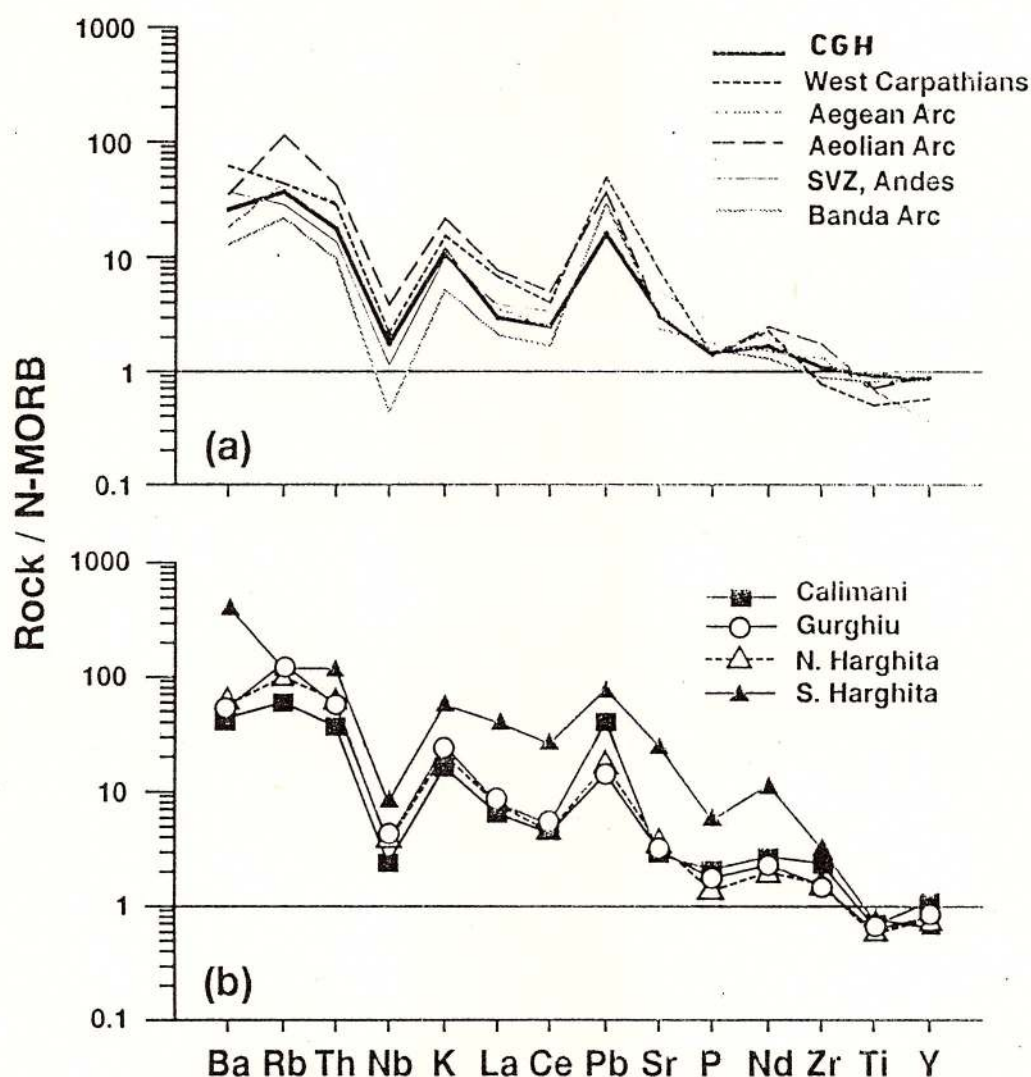 Rock / N-MORB
1000
100
10
1
0.1
(a)
CGH
West Carpathians
Aegean Arc
Aeolian Arc
SVZ, Andes
Banda Arc
1000
100
10
1
0.1
(b)
Calimani
Gurghiu
N. Harghita
S. Harghita
Ba Rb Th Nb K La Ce Pb Sr P Nd Zr Ti Y